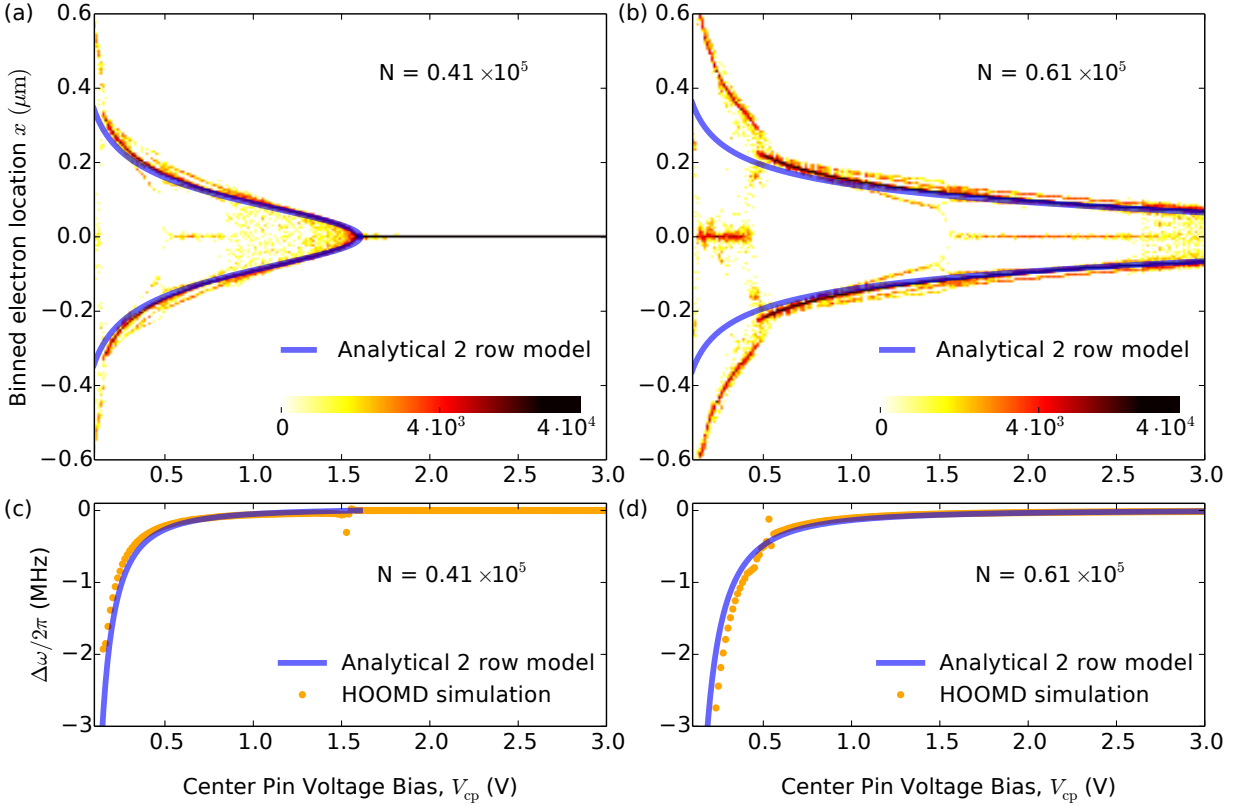 (a)
(b)
Binned electron location x (μm)
0.6
0.4
0.2
0.0
−0.2
−0.4
−0.6
N = 0.41 ×10⁵
Analytical 2 row model
0
4·10³
4·10⁴
0.5
1.0
1.5
2.0
2.5
3.0
0.6
0.4
0.2
0.0
−0.2
−0.4
−0.6
N = 0.61 ×10⁵
Analytical 2 row model
0
4·10³
4·10⁴
0.5
1.0
1.5
2.0
2.5
3.0
(c)
(d)
Δω/2π (MHz)
0
−1
−2
−3
N = 0.41 ×10⁵
Analytical 2 row model
HOOMD simulation
0.5
1.0
1.5
2.0
2.5
3.0
Center Pin Voltage Bias, Vcp (V)
0
−1
−2
−3
N = 0.61 ×10⁵
Analytical 2 row model
HOOMD simulation
0.5
1.0
1.5
2.0
2.5
3.0
Center Pin Voltage Bias, Vcp (V)